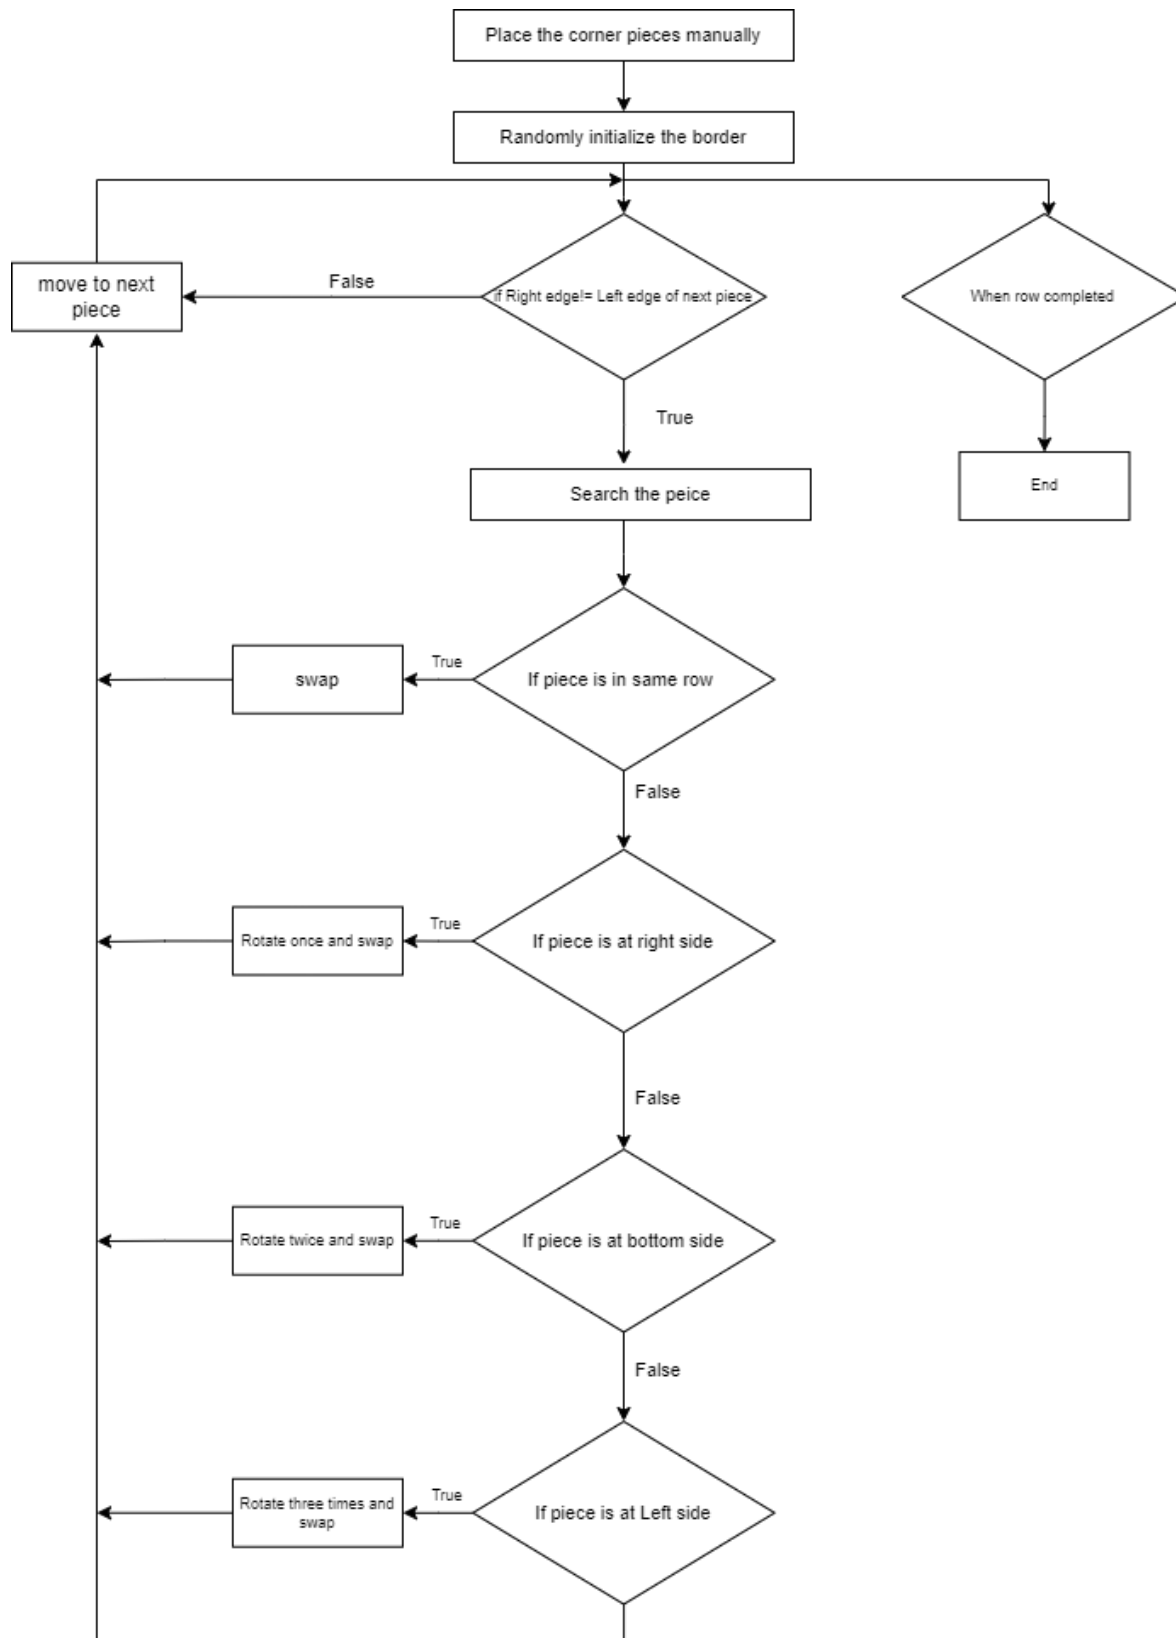 Place the corner pieces manually
Randomly initialize the border
False
move to next
piece
if Right edge!= Left edge of next piece
When row completed
True
Search the peice
End
True
swap
If piece is in same row
False
True
Rotate once and swap
If piece is at right side
False
True
Rotate twice and swap
If piece is at bottom side
False
True
Rotate three times and
swap
If piece is at Left side